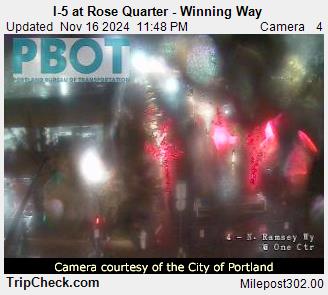 I-5 at Rose Quarter - Winning Way
Updated Nov 16 2024 11:48 PM Camera 4
PBOT
PORTLAND BUREAU OF TRANSPORTATION
4 - N. Ramsey Wy
@ One Ctr
Camera courtesy of the City of Portland
TripCheck.com Milepost302.00